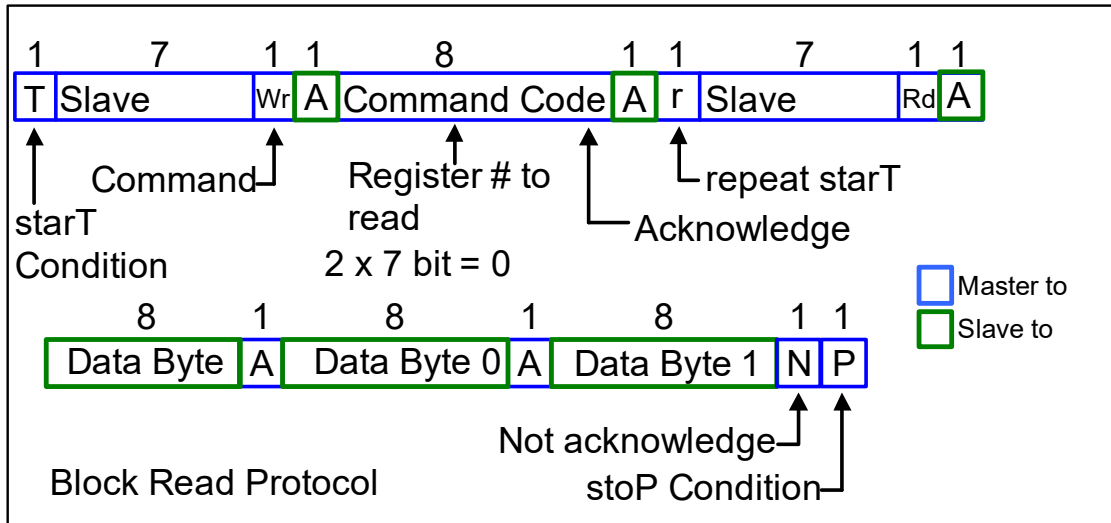 1 7 1 1 8 1 1 7 1 1
T Slave Wr A Command Code A r Slave Rd A
Command
Register # to
read
repeat starT
starT
Condition
Acknowledge
2 x 7 bit = 0
Master to
Slave to
8 1 8 1 8 1 1
Data Byte A Data Byte 0 A Data Byte 1 N P
Not acknowledge
Block Read Protocol
stoP Condition